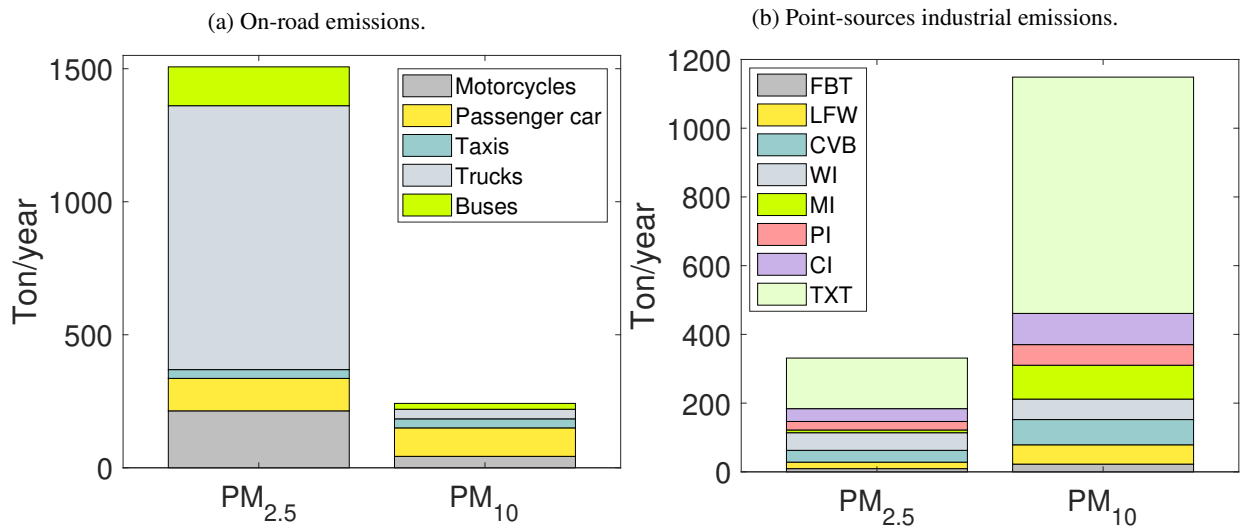 (a) On-road emissions.
1500
1000
500
0
Ton/year
PM2.5
PM10
Motorcycles
Passenger car
Taxis
Trucks
Buses
(b) Point-sources industrial emissions.
1200
1000
800
600
400
200
0
Ton/year
PM2.5
PM10
FBT
LFW
CVB
WI
MI
PI
CI
TXT